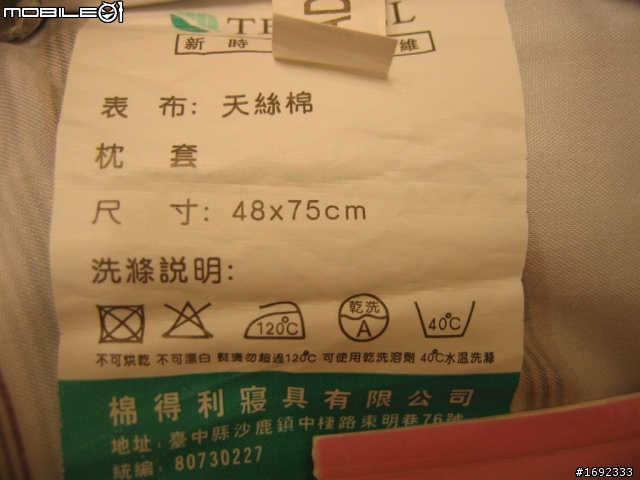 MOBILE01
AD
新時 維
表 布: 天絲棉
枕 套
尺 寸: 48x75cm
洗滌説明:
120°C 乾洗 A 40°C
不可烘乾 不可漂白 熨燙勿超過120°C 可使用乾洗溶劑 40°C水溫洗滌
棉得利寢具有限公司
地址: 臺中縣沙鹿鎮中棲路東明巷76號
統編: 80730227
#1692333